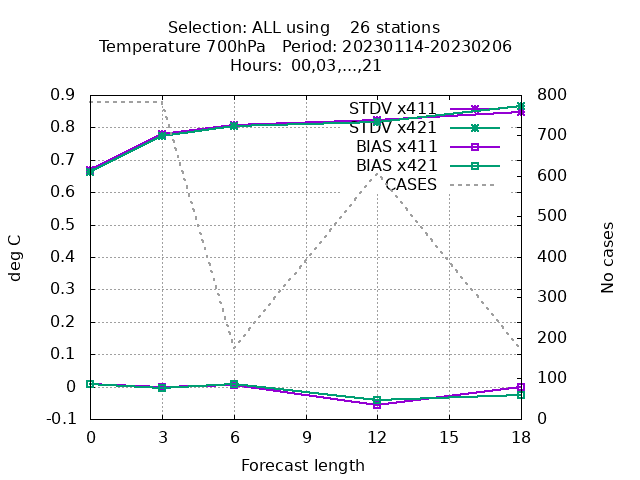 Selection: ALL using    26 stations
Temperature 700hPa   Period: 20230114-20230206
Hours:  00,03,...,21
0.9
0.8
0.7
0.6
0.5
0.4
0.3
0.2
0.1
0
-0.1
deg C
STDV x411
STDV x421
BIAS x411
BIAS x421
CASES
800
700
600
500
400
300
200
100
0
No cases
0 3 6 9 12 15 18
Forecast length